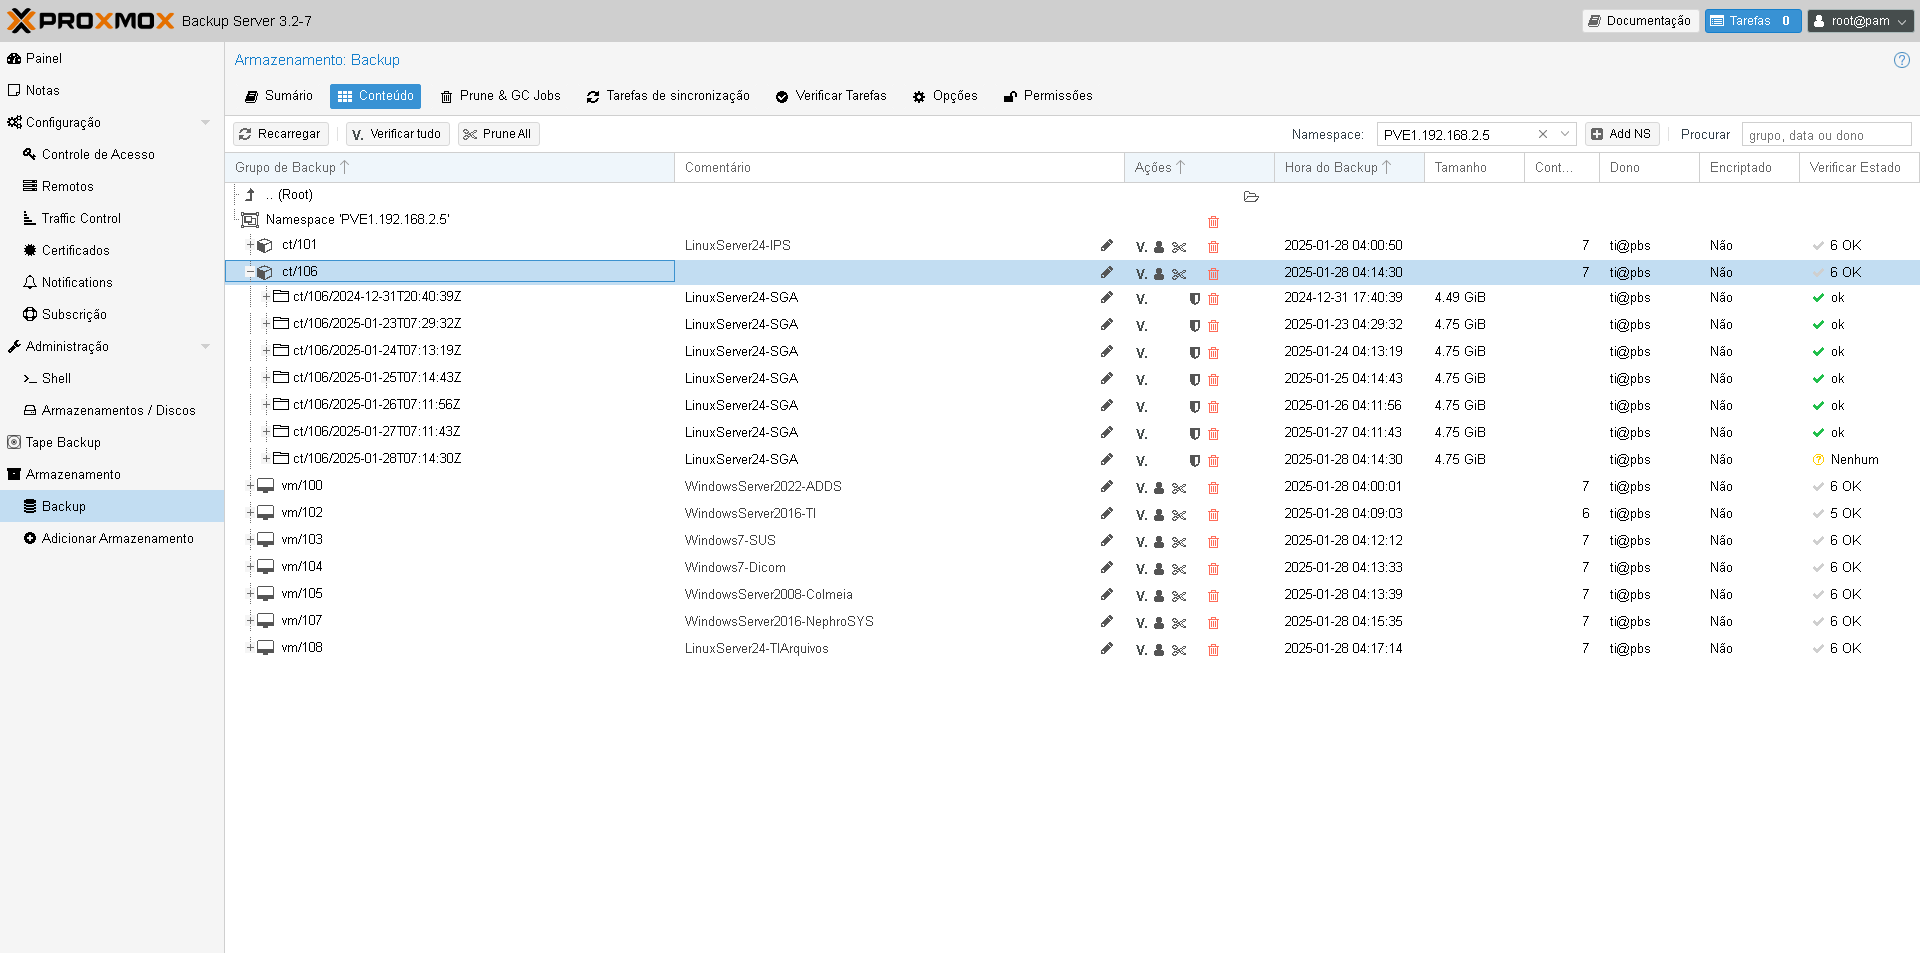 PROXMOX Backup Server 3.2-7 Documentação Tarefas 0 root@pam
Painel
Notas
Configuração
Controle de Acesso
Remotos
Traffic Control
Certificados
Notifications
Subscrição
Administração
Shell
Armazenamentos / Discos
Tape Backup
Armazenamento
Backup
Adicionar Armazenamento
Armazenamento: Backup
Sumário Conteúdo Prune & GC Jobs Tarefas de sincronização Verificar Tarefas Opções Permissões
Recarregar V. Verificar tudo Prune All Namespace: PVE1.192.168.2.5 Add NS Procurar grupo, data ou dono
Grupo de Backup Comentário Ações Hora do Backup Tamanho Cont... Dono Encriptado Verificar Estado
.. (Root)
Namespace 'PVE1.192.168.2.5'
ct/101 LinuxServer24-IPS V. 2025-01-28 04:00:50 7 ti@pbs Não 6 OK
ct/106 V. 2025-01-28 04:14:30 7 ti@pbs Não 6 OK
ct/106/2024-12-31T20:40:39Z LinuxServer24-SGA V. 2024-12-31 17:40:39 4.49 GiB ti@pbs Não ok
ct/106/2025-01-23T07:29:32Z LinuxServer24-SGA V. 2025-01-23 04:29:32 4.75 GiB ti@pbs Não ok
ct/106/2025-01-24T07:13:19Z LinuxServer24-SGA V. 2025-01-24 04:13:19 4.75 GiB ti@pbs Não ok
ct/106/2025-01-25T07:14:43Z LinuxServer24-SGA V. 2025-01-25 04:14:43 4.75 GiB ti@pbs Não ok
ct/106/2025-01-26T07:11:56Z LinuxServer24-SGA V. 2025-01-26 04:11:56 4.75 GiB ti@pbs Não ok
ct/106/2025-01-27T07:11:43Z LinuxServer24-SGA V. 2025-01-27 04:11:43 4.75 GiB ti@pbs Não ok
ct/106/2025-01-28T07:14:30Z LinuxServer24-SGA V. 2025-01-28 04:14:30 4.75 GiB ti@pbs Não Nenhum
vm/100 WindowsServer2022-ADDS V. 2025-01-28 04:00:01 7 ti@pbs Não 6 OK
vm/102 WindowsServer2016-TI V. 2025-01-28 04:09:03 6 ti@pbs Não 5 OK
vm/103 Windows7-SUS V. 2025-01-28 04:12:12 7 ti@pbs Não 6 OK
vm/104 Windows7-Dicom V. 2025-01-28 04:13:33 7 ti@pbs Não 6 OK
vm/105 WindowsServer2008-Colmeia V. 2025-01-28 04:13:39 7 ti@pbs Não 6 OK
vm/107 WindowsServer2016-NephroSYS V. 2025-01-28 04:15:35 7 ti@pbs Não 6 OK
vm/108 LinuxServer24-TIArquivos V. 2025-01-28 04:17:14 7 ti@pbs Não 6 OK